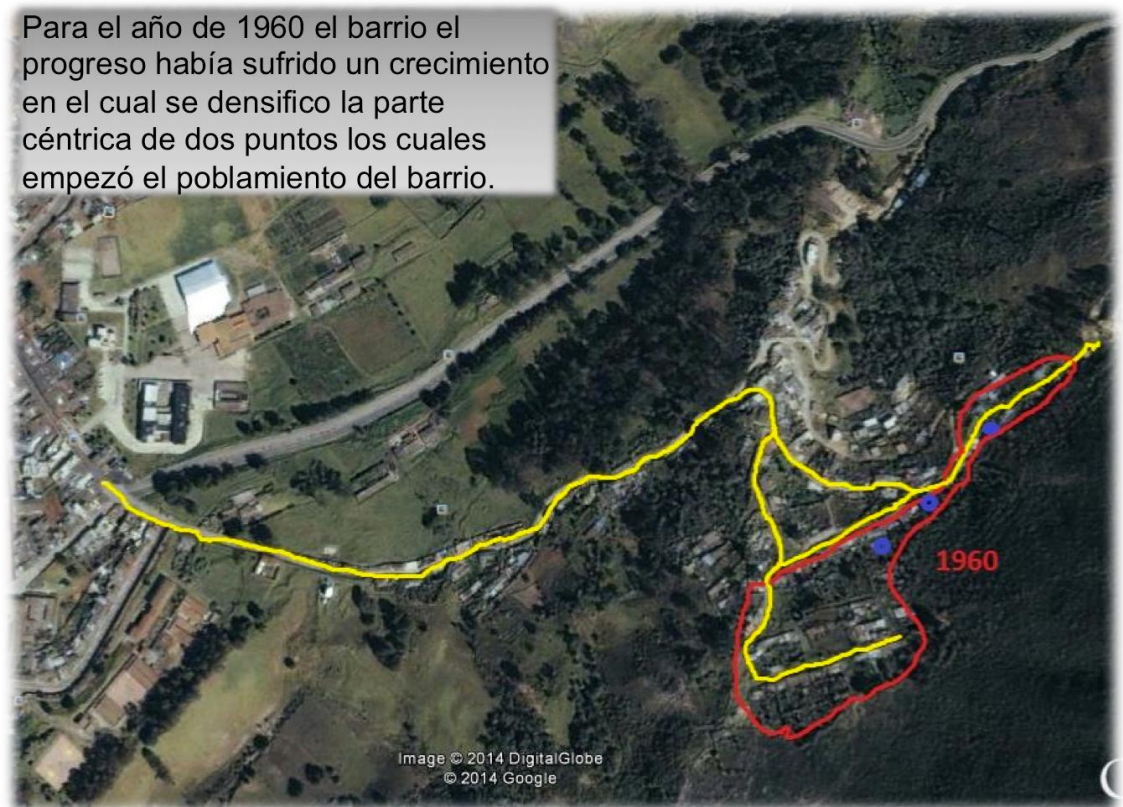 Para el año de 1960 el barrio el
progreso había sufrido un crecimiento
en el cual se densifico la parte
céntrica de dos puntos los cuales
empezó el poblamiento del barrio.
1960
Image © 2014 DigitalGlobe
© 2014 Google